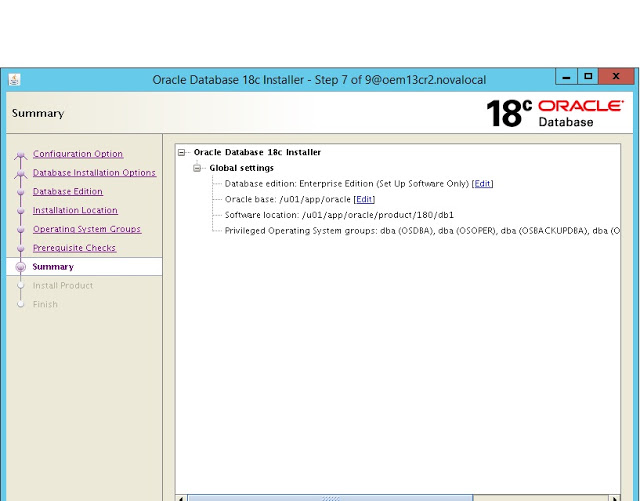 Oracle Database 18c Installer - Step 7 of 9@oem13cr2.novalocal
Summary
18c ORACLE
Database
Configuration Option
Database Installation Options
Database Edition
Installation Location
Operating System Groups
Prerequisite Checks
Summary
Install Product
Finish
Oracle Database 18c Installer
Global settings
Database edition: Enterprise Edition (Set Up Software Only) [Edit]
Oracle base: /u01/app/oracle [Edit]
Software location: /u01/app/oracle/product/180/db1
Privileged Operating System groups: dba (OSDBA), dba (OSOPER), dba (OSBACKUPDBA), dba (O